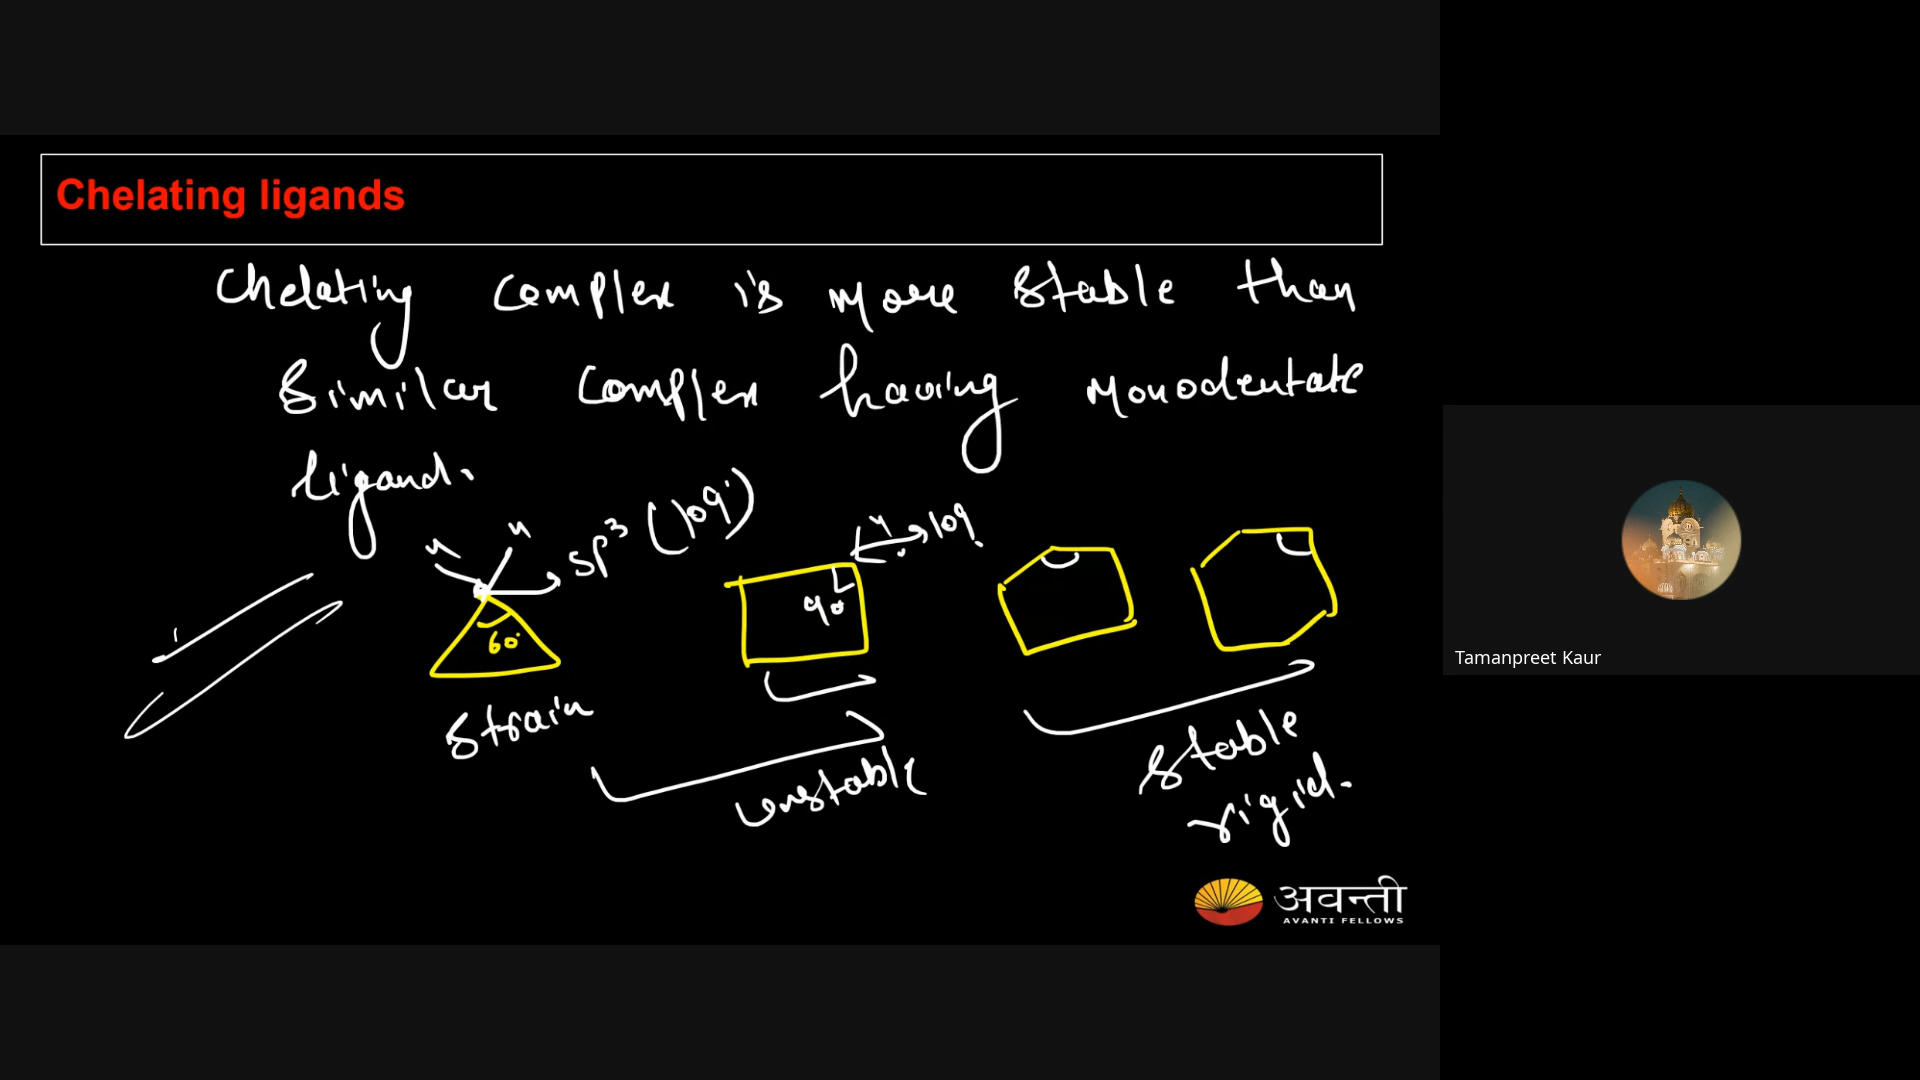 Chelating ligands
Chelating complex is more stable than
similar complex having monodentate
ligand.
H H
sp³ (109°)
109°
60°
90°
strain
unstable
stable
rigid.
अवन्ती
AVANTI FELLOWS
Tamanpreet Kaur